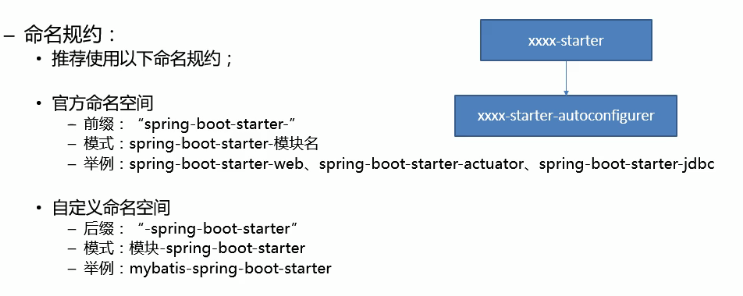 – 命名规约：
• 推荐使用以下命名规约；
• 官方命名空间
– 前缀：“spring-boot-starter-”
– 模式：spring-boot-starter-模块名
– 举例：spring-boot-starter-web、spring-boot-starter-actuator、spring-boot-starter-jdbc
• 自定义命名空间
– 后缀：“-spring-boot-starter”
– 模式：模块-spring-boot-starter
– 举例：mybatis-spring-boot-starter
xxxx-starter
xxxx-starter-autoconfigurer